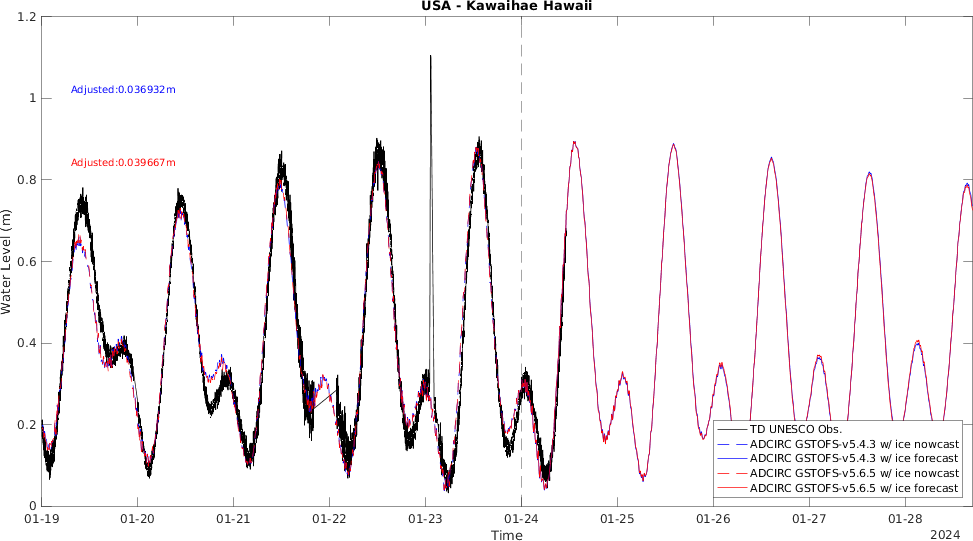 USA - Kawaihae Hawaii
1.2
1
0.8
0.6
0.4
0.2
0
Water Level (m)
Adjusted:0.036932m
Adjusted:0.039667m
TD UNESCO Obs.
ADCIRC GSTOFS-v5.4.3 w/ ice nowcast
ADCIRC GSTOFS-v5.4.3 w/ ice forecast
ADCIRC GSTOFS-v5.6.5 w/ ice nowcast
ADCIRC GSTOFS-v5.6.5 w/ ice forecast
01-19 01-20 01-21 01-22 01-23 01-24 01-25 01-26 01-27 01-28
Time
2024